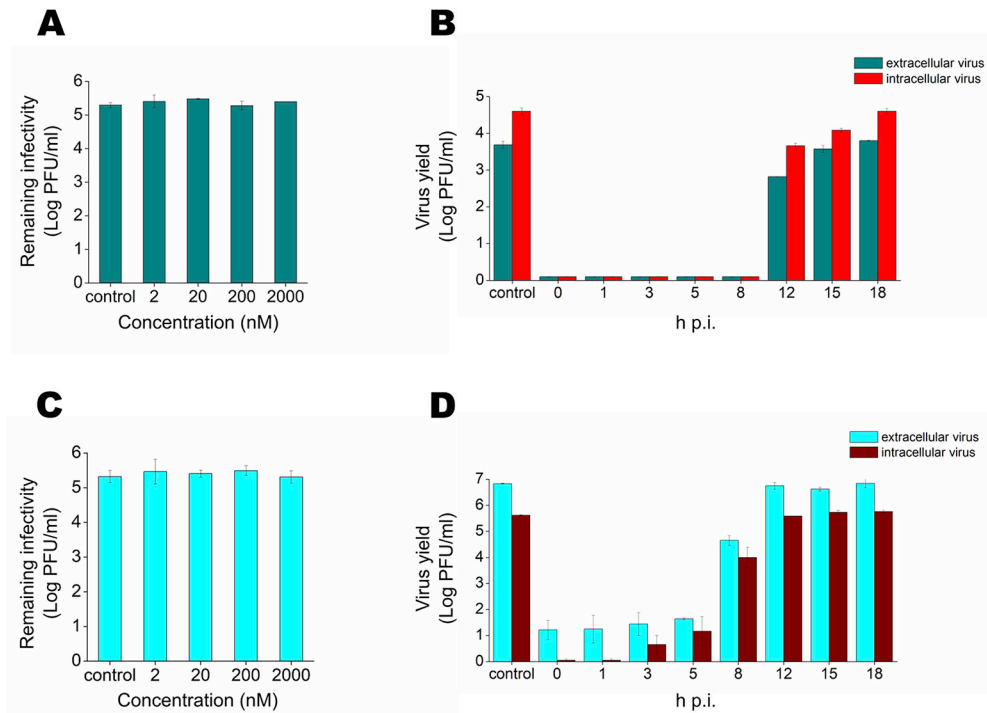 A
Remaining infectivity
(Log PFU/ml)
6
5
4
3
2
1
0
control 2 20 200 2000
Concentration (nM)
B
extracellular virus
intracellular virus
Virus yield
(Log PFU/ml)
5
4
3
2
1
0
control 0 1 3 5 8 12 15 18
h p.i.
C
Remaining infectivity
(Log PFU/ml)
6
5
4
3
2
1
0
control 2 20 200 2000
Concentration (nM)
D
extracellular virus
intracellular virus
Virus yield
(Log PFU/ml)
7
6
5
4
3
2
1
0
control 0 1 3 5 8 12 15 18
h p.i.